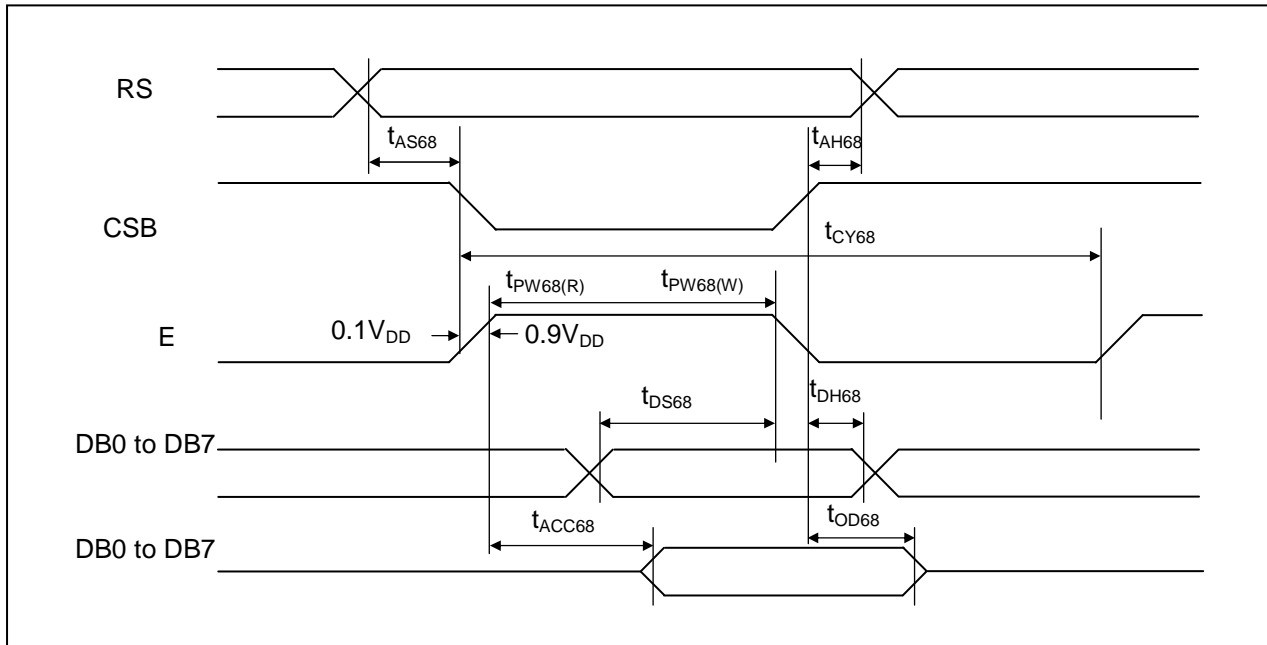 RS
tAS68
tAH68
CSB
tCY68
tPW68(R)
tPW68(W)
E
0.1VDD
0.9VDD
tDS68
tDH68
DB0 to DB7
tACC68
tOD68
DB0 to DB7